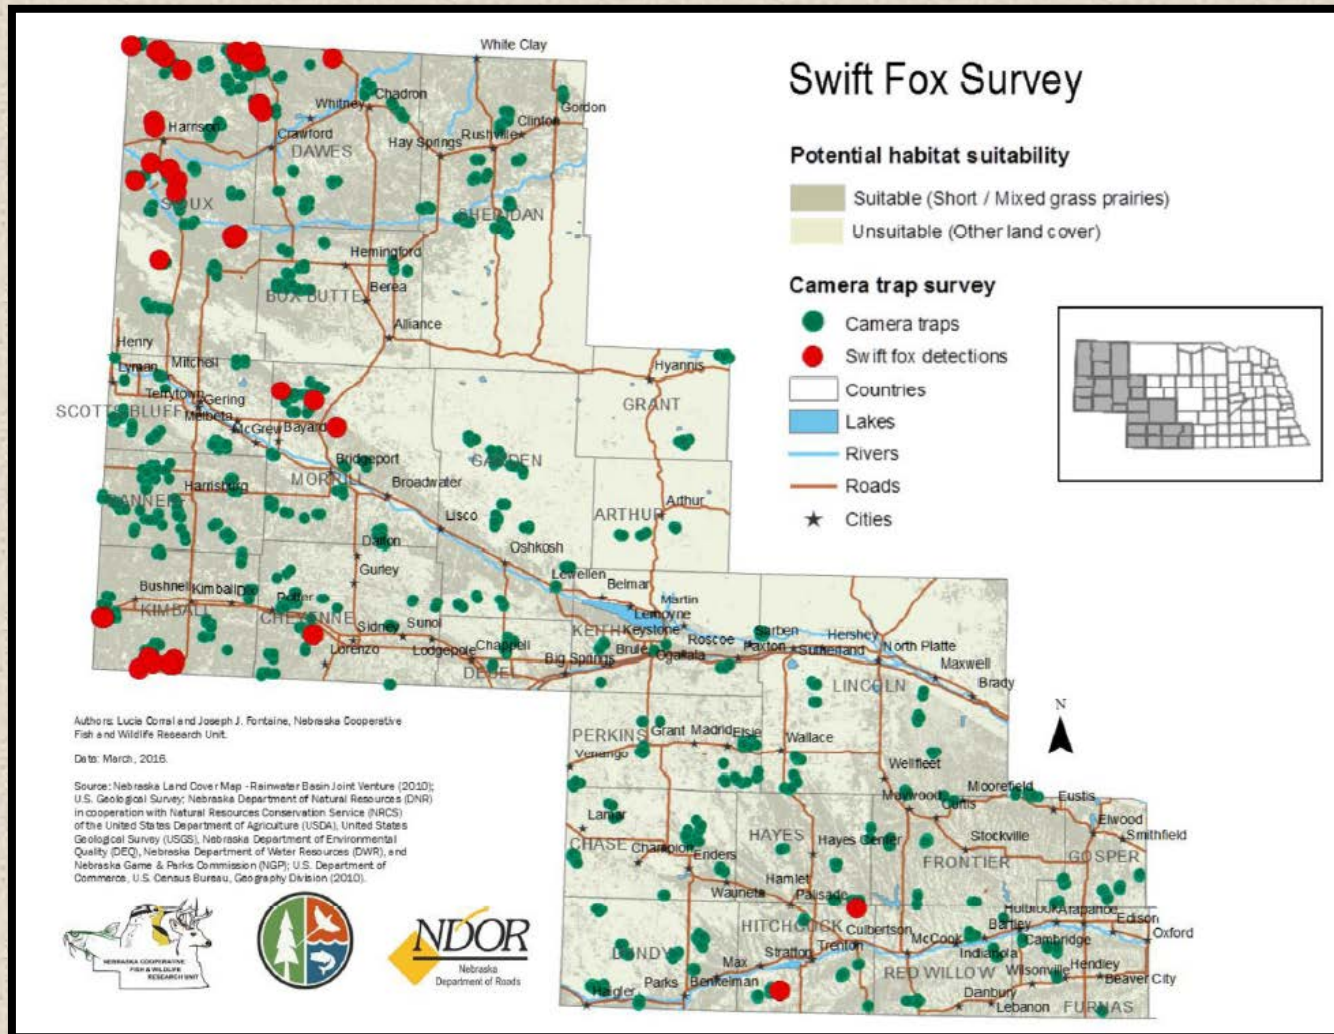 Swift Fox Survey
Potential habitat suitability
Suitable (Short / Mixed grass prairies)
Unsuitable (Other land cover)
Camera trap survey
Camera traps
Swift fox detections
Countries
Lakes
Rivers
Roads
Cities
N
White Clay
Chadron
Whitney
Gordon
Clinton
Harrison
Crawford
Hay Springs
Rushville
DAWES
SIOUX
SHERIDAN
Hemingford
BOX BUTTE
Berea
Alliance
Henry
Lyman
Mitchell
Hyannis
Terrytown
Gering
GRANT
SCOTTS BLUFF
Melbeta
McGrew
Bayard
Bridgeport
GARDEN
MORRILL
Broadwater
Harrisburg
BANNER
Arthur
ARTHUR
Lisco
Dalton
Oshkosh
Gurley
Lewellen
Belmar
Bushnell
Kimball
Dix
Potter
Martin
KIMBALL
CHEYENNE
Lemoyne
Sidney
Sunol
KEITH
Keystone
Roscoe
Sarben
Hershey
North Platte
Lorenzo
Lodgepole
Chappell
Brule
Ogallala
Paxton
Sutherland
Maxwell
DEUEL
Big Springs
LINCOLN
Brady
PERKINS
Grant
Madrid
Elsie
Wallace
Venango
Wellfleet
Maywood
Curtis
Moorefield
Eustis
Lamar
HAYES
Hayes Center
Stockville
Elwood
Smithfield
CHASE
Champion
Enders
FRONTIER
GOSPER
Wauneta
Hamlet
Palisade
HITCHCOCK
Culbertson
McCook
Bartley
Holbrook
Arapahoe
Edison
Oxford
DUNDY
Max
Stratton
Trenton
Indianola
Cambridge
RED WILLOW
Wilsonville
Hendley
Beaver City
Haigler
Parks
Benkelman
Danbury
Lebanon
FURNAS
Authors: Lucia Corral and Joseph J. Fontaine, Nebraska Cooperative
Fish and Wildlife Research Unit.
Date: March, 2016.
Source: Nebraska Land Cover Map - Rainwater Basin Joint Venture (2010);
U.S. Geological Survey; Nebraska Department of Natural Resources (DNR)
in cooperation with Natural Resources Conservation Service (NRCS)
of the United States Department of Agriculture (USDA), United States
Geological Survey (USGS), Nebraska Department of Environmental
Quality (DEQ), Nebraska Department of Water Resources (DWR), and
Nebraska Game & Parks Commission (NGP); U.S. Department of
Commerce, U.S. Census Bureau, Geography Division (2010).
NEBRASKA COOPERATIVE
FISH & WILDLIFE
RESEARCH UNIT
NDOR
Nebraska
Department of Roads